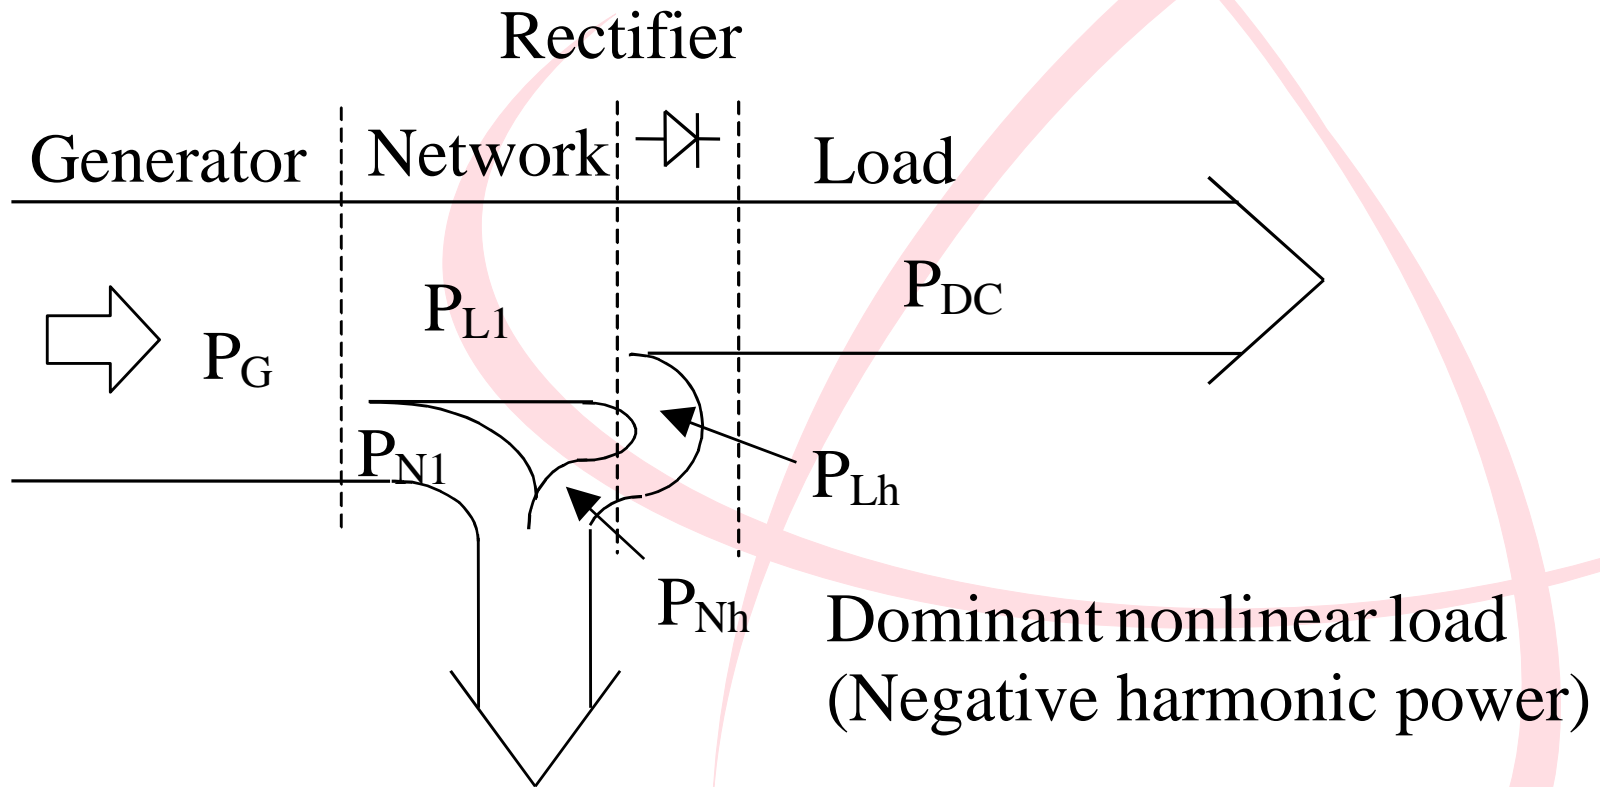 Rectifier
Generator
Network
Load
P_L1
P_DC
P_G
P_N1
P_Lh
P_Nh
Dominant nonlinear load
(Negative harmonic power)